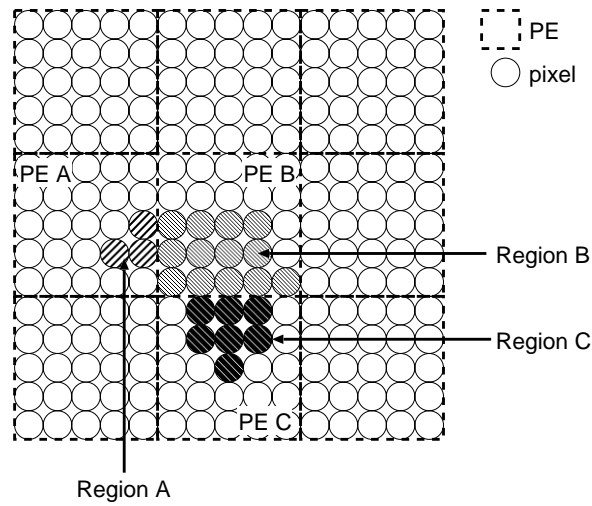 PE
pixel
PE A
PE B
Region B
Region C
PE C
Region A